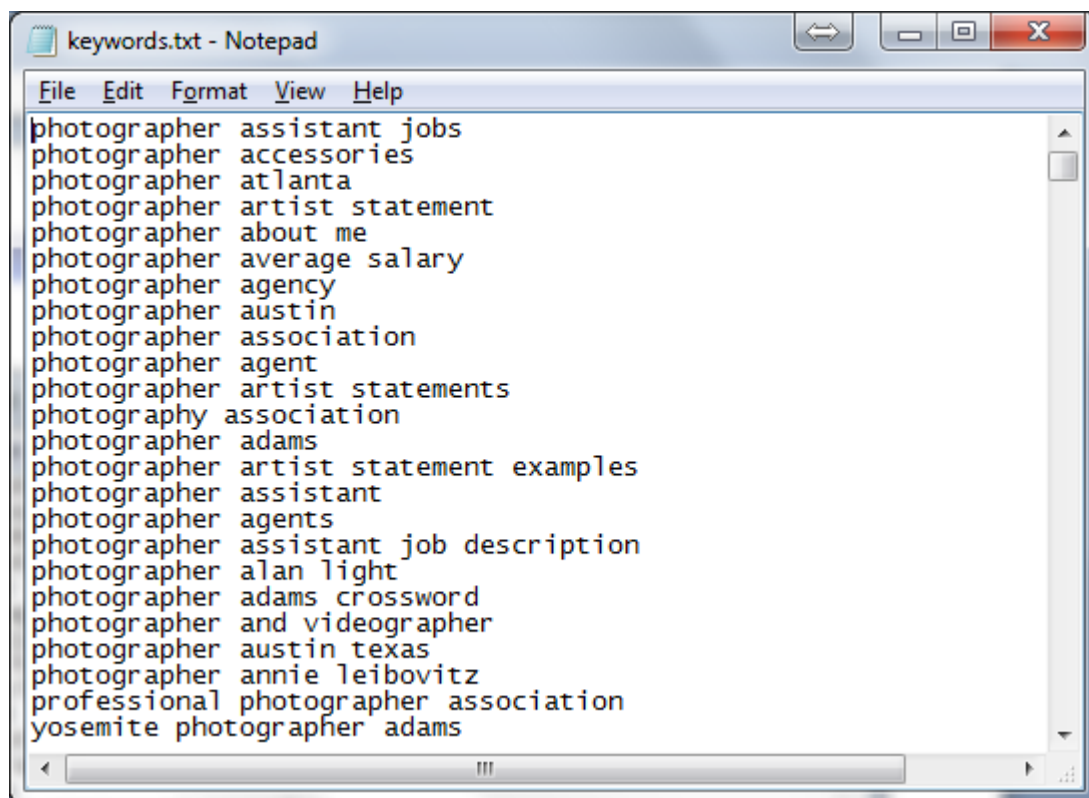 keywords.txt - Notepad
File Edit Format View Help
photographer assistant jobs
photographer accessories
photographer atlanta
photographer artist statement
photographer about me
photographer average salary
photographer agency
photographer austin
photographer association
photographer agent
photographer artist statements
photography association
photographer adams
photographer artist statement examples
photographer assistant
photographer agents
photographer assistant job description
photographer alan light
photographer adams crossword
photographer and videographer
photographer austin texas
photographer annie leibovitz
professional photographer association
yosemite photographer adams